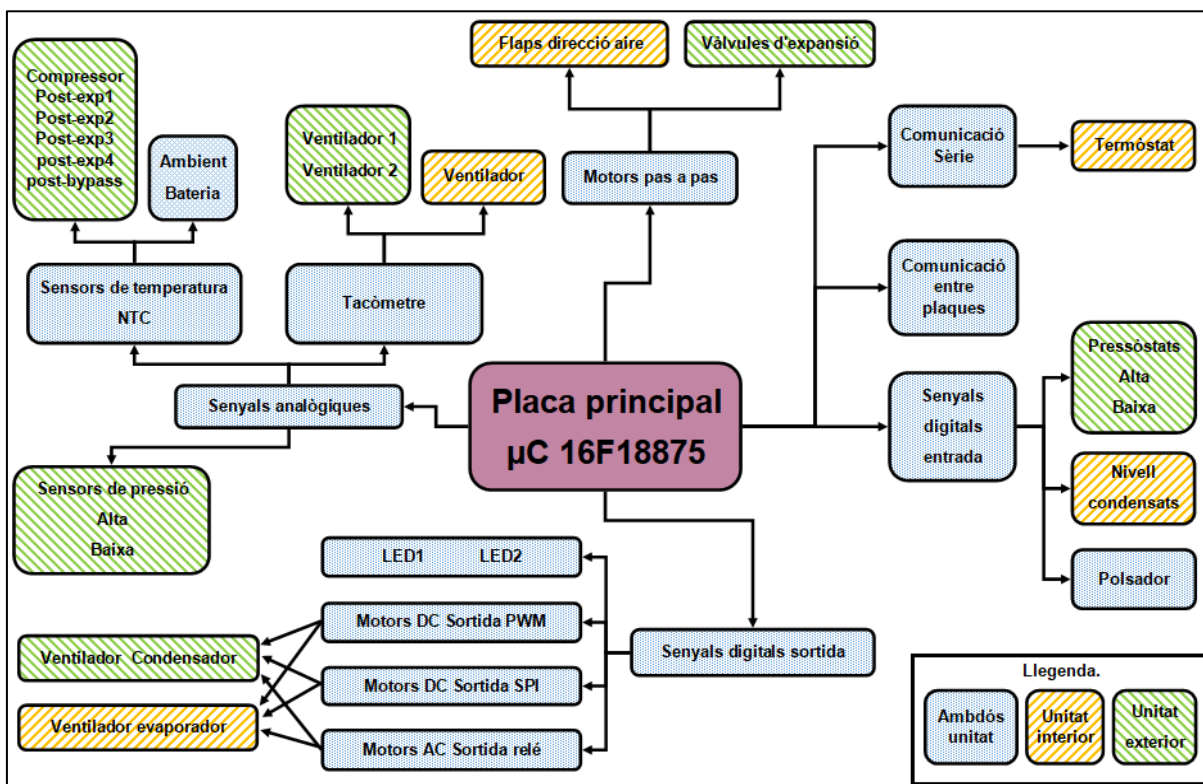 Flaps direcció aire
Vàlvules d'expansió
Compressor
Post-exp1
Post-exp2
Post-exp3
post-exp4
post-bypass
Ambient
Bateria
Ventilador 1
Ventilador 2
Ventilador
Motors pas a pas
Comunicació
Sèrie
Termòstat
Sensors de temperatura
NTC
Tacòmetre
Comunicació
entre
plaques
Senyals analògiques
Placa principal
µC 16F18875
Senyals
digitals
entrada
Pressòstats
Alta
Baixa
Nivell
condensats
Polsador
Sensors de pressió
Alta
Baixa
LED1 LED2
Motors DC Sortida PWM
Motors DC Sortida SPI
Motors AC Sortida relé
Ventilador Condensador
Ventilador evaporador
Senyals digitals sortida
Llegenda.
Ambdós
unitat
Unitat
interior
Unitat
exterior